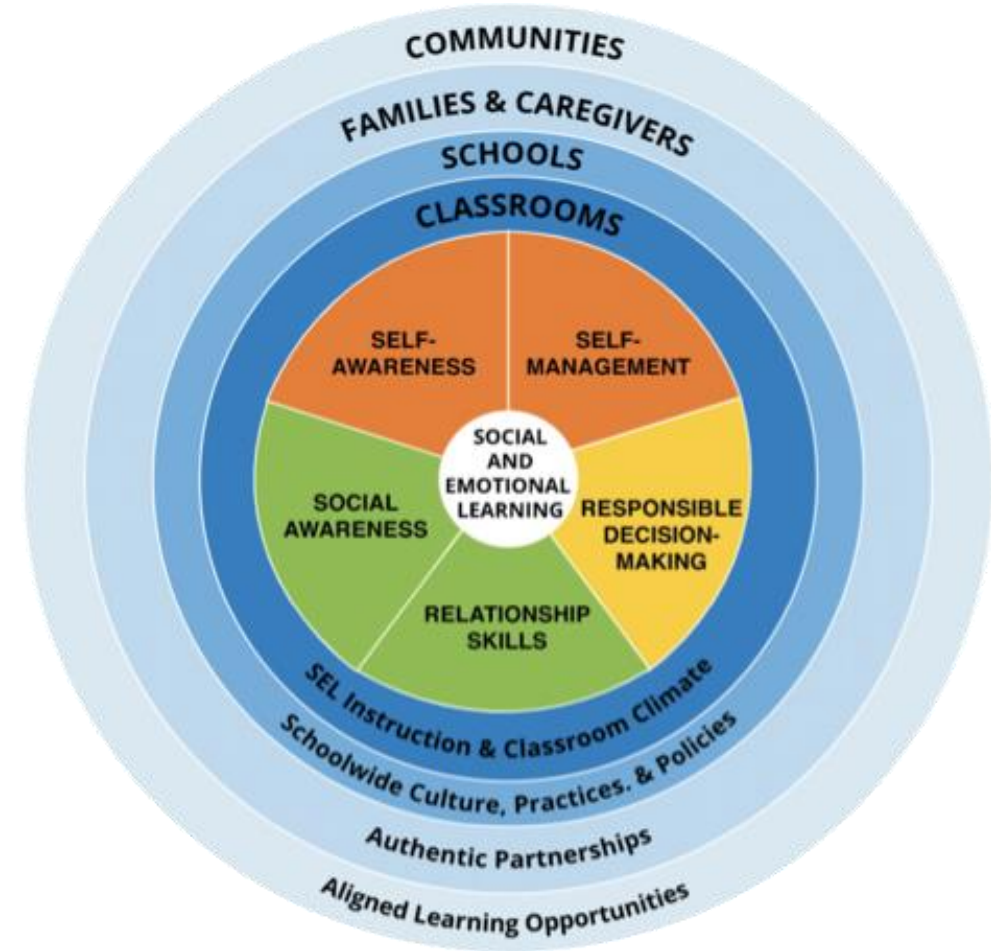 COMMUNITIES
FAMILIES & CAREGIVERS
SCHOOLS
CLASSROOMS
SELF-
AWARENESS
SELF-
MANAGEMENT
SOCIAL
AND
EMOTIONAL
LEARNING
SOCIAL
AWARENESS
RESPONSIBLE
DECISION-
MAKING
RELATIONSHIP
SKILLS
SEL Instruction & Classroom Climate
Schoolwide Culture, Practices, & Policies
Authentic Partnerships
Aligned Learning Opportunities